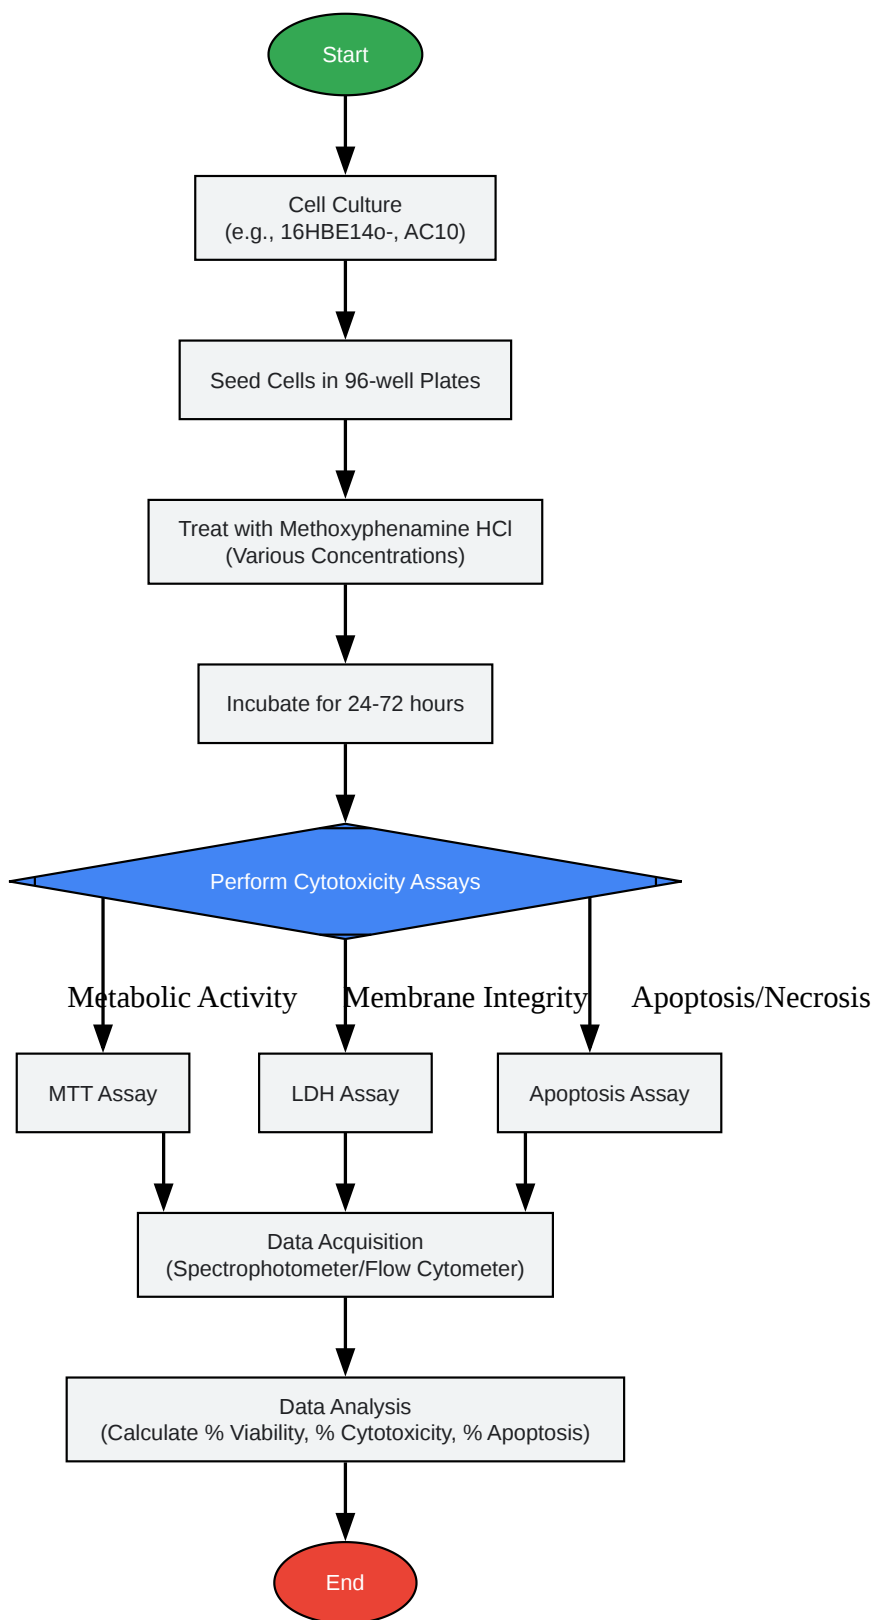 Start
Cell Culture
(e.g., 16HBE14o-, AC10)
Seed Cells in 96-well Plates
Treat with Methoxyphenamine HCl
(Various Concentrations)
Incubate for 24-72 hours
Perform Cytotoxicity Assays
Metabolic Activity
Membrane Integrity
Apoptosis/Necrosis
MTT Assay
LDH Assay
Apoptosis Assay
Data Acquisition
(Spectrophotometer/Flow Cytometer)
Data Analysis
(Calculate % Viability, % Cytotoxicity, % Apoptosis)
End